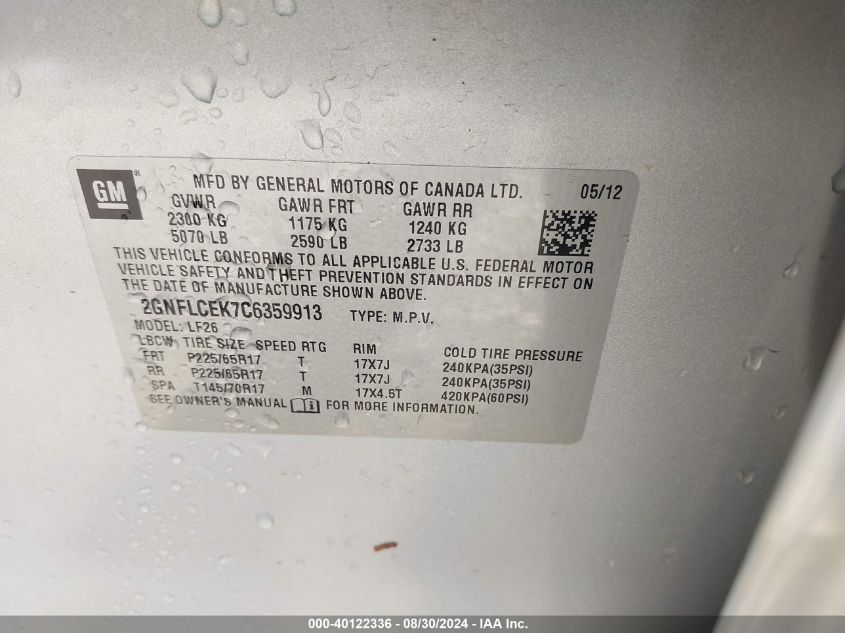 GM ®
MFD BY GENERAL MOTORS OF CANADA LTD. 05/12
GVWR GAWR FRT GAWR RR
2300 KG 1175 KG 1240 KG
5070 LB 2590 LB 2733 LB
THIS VEHICLE CONFORMS TO ALL APPLICABLE U.S. FEDERAL MOTOR
VEHICLE SAFETY AND THEFT PREVENTION STANDARDS IN EFFECT ON
THE DATE OF MANUFACTURE SHOWN ABOVE.
2GNFLCEK7C6359913 TYPE: M.P.V.
MODEL: LF26
LBCW TIRE SIZE SPEED RTG RIM COLD TIRE PRESSURE
FRT P225/65R17 T 17X7J 240KPA(35PSI)
RR P225/65R17 T 17X7J 240KPA(35PSI)
SPA T145/70R17 M 17X4.5T 420KPA(60PSI)
SEE OWNER'S MANUAL FOR MORE INFORMATION.
000-40122336 - 08/30/2024 - IAA Inc.